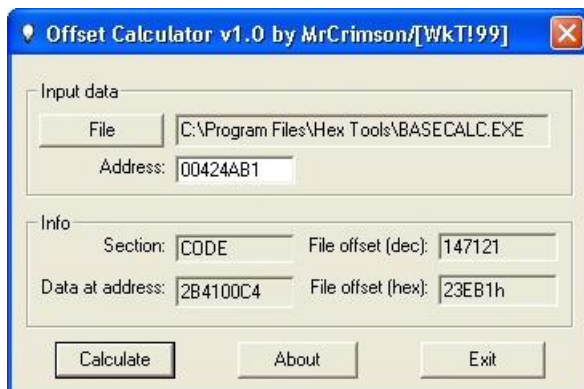 Offset Calculator v1.0 by MrCrimson/[WkT!99]
Input data
File C:\Program Files\Hex Tools\BASECALC.EXE
Address: 00424AB1
Info
Section: CODE File offset (dec): 147121
Data at address: 2B4100C4 File offset (hex): 23EB1h
Calculate About Exit